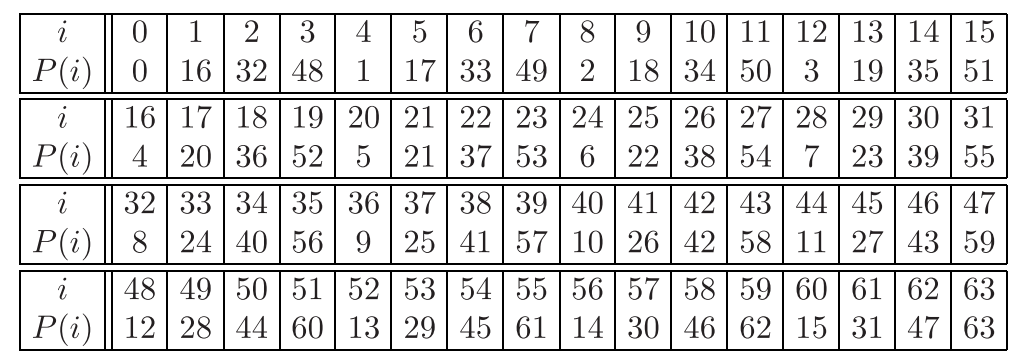 i 0 1 2 3 4 5 6 7 8 9 10 11 12 13 14 15
P(i) 0 16 32 48 1 17 33 49 2 18 34 50 3 19 35 51
i 16 17 18 19 20 21 22 23 24 25 26 27 28 29 30 31
P(i) 4 20 36 52 5 21 37 53 6 22 38 54 7 23 39 55
i 32 33 34 35 36 37 38 39 40 41 42 43 44 45 46 47
P(i) 8 24 40 56 9 25 41 57 10 26 42 58 11 27 43 59
i 48 49 50 51 52 53 54 55 56 57 58 59 60 61 62 63
P(i) 12 28 44 60 13 29 45 61 14 30 46 62 15 31 47 63